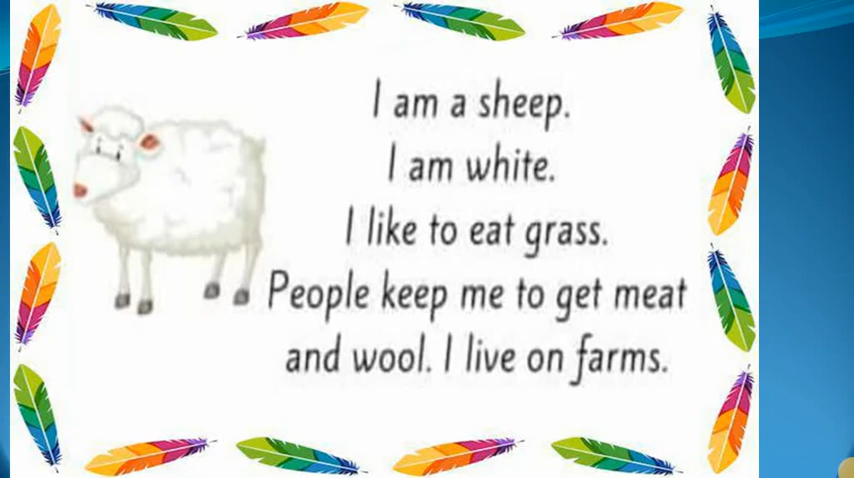 I am a sheep.
I am white.
I like to eat grass.
People keep me to get meat
and wool. I live on farms.